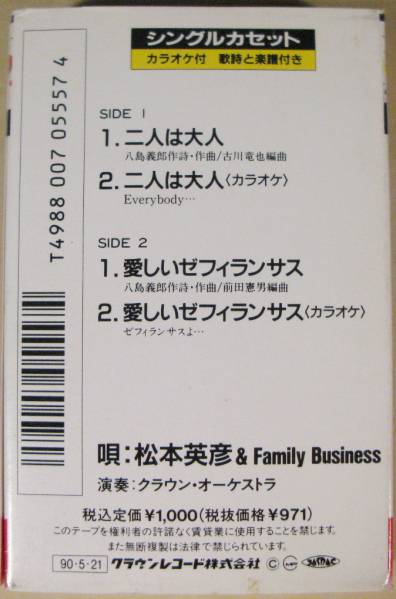 シングルカセット
カラオケ付 歌詩と楽譜付き
SIDE 1
1.二人は大人
八島義郎作詩・作曲/古川竜也編曲
2.二人は大人〈カラオケ〉
Everybody…
SIDE 2
1.愛しいゼフィランサス
八島義郎作詩・作曲/前田憲男編曲
2.愛しいゼフィランサス〈カラオケ〉
ゼフィランサスよ…
唄:松本英彦 & Family Business
演奏:クラウン・オーケストラ
税込定価¥1,000(税抜価格¥971)
このテープを権利者の許諾なく賃貸業に使用することを禁じます。
また無断複製は法律で禁じられています。
90・5・21 クラウンレコード株式会社 Ⓒ JASRAC
T4988 007 05557 4